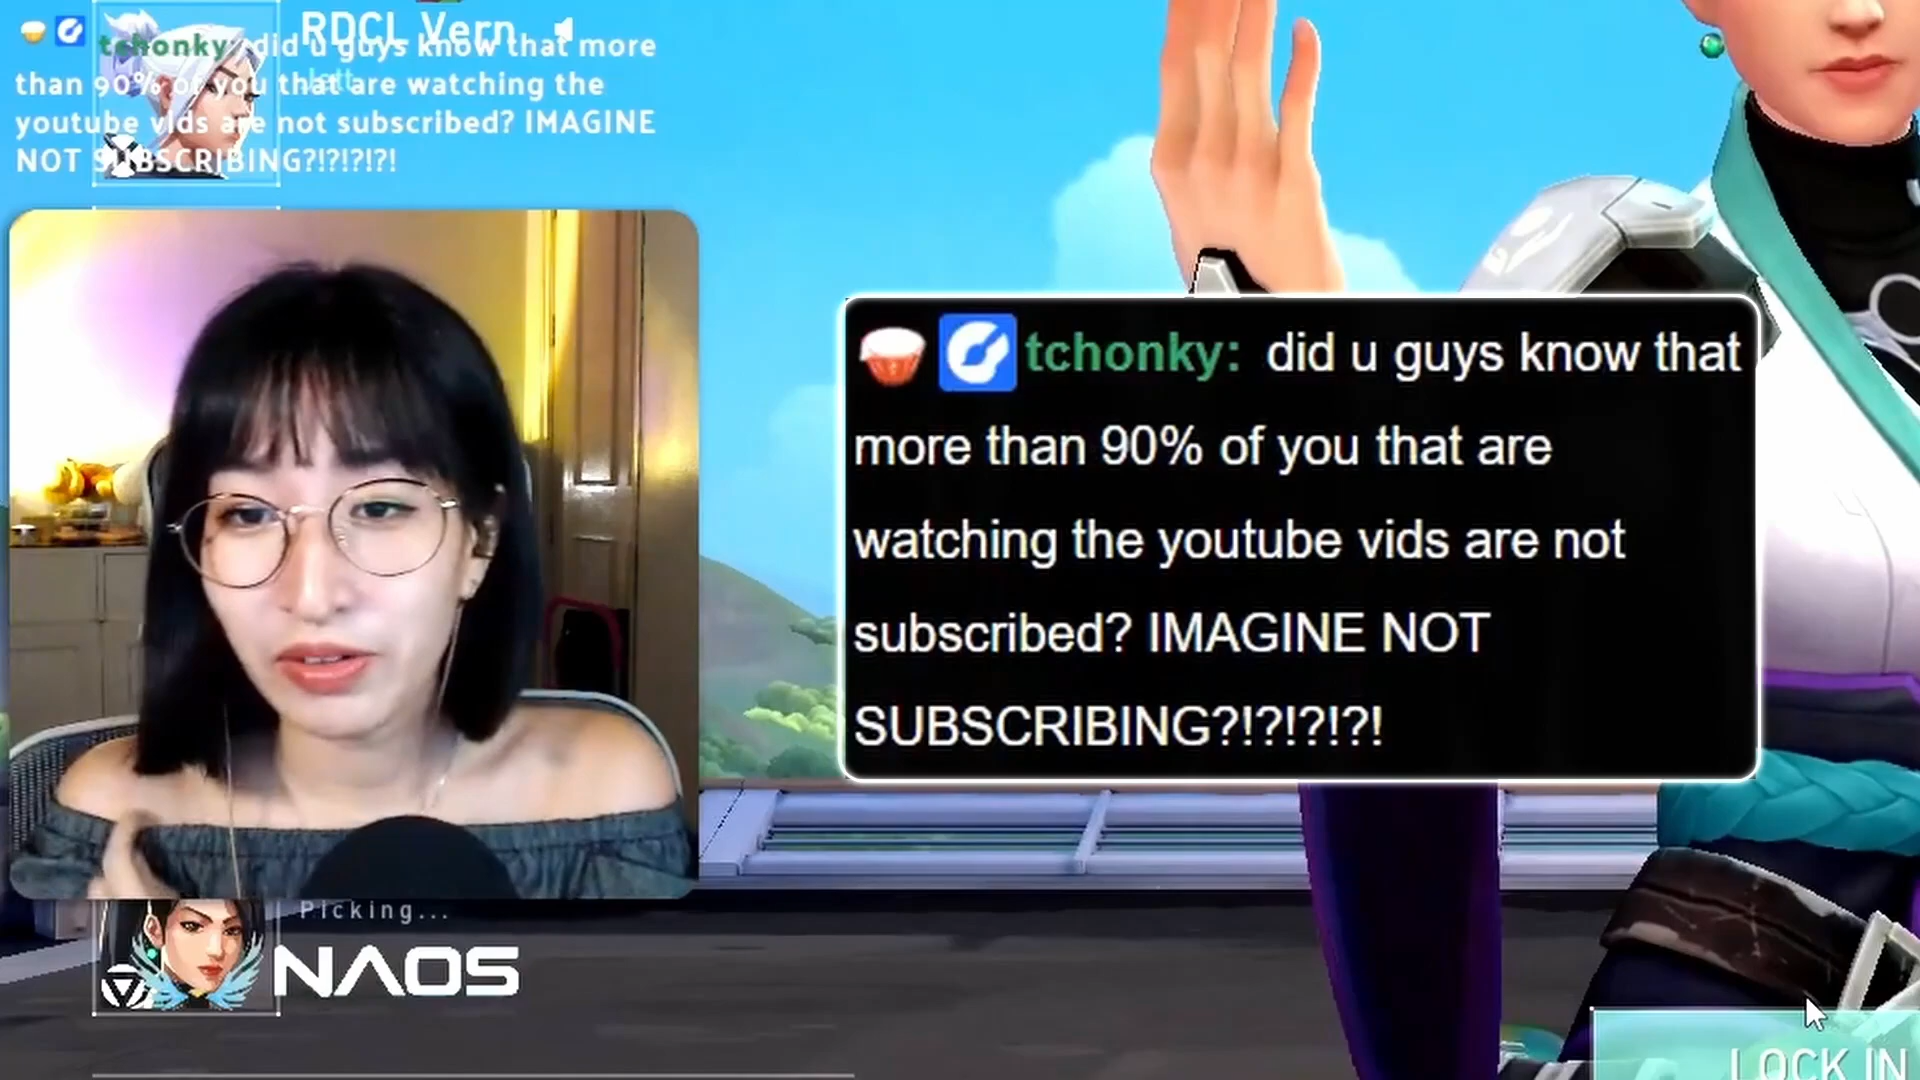 RDCL Vern
Jett
tchonky: did u guys know that more
than 90% of you that are watching the
youtube vids are not subscribed? IMAGINE
NOT SUBSCRIBING?!?!?!?!
tchonky: did u guys know that
more than 90% of you that are
watching the youtube vids are not
subscribed? IMAGINE NOT
SUBSCRIBING?!?!?!?!
Picking...
NAOS
LOCK IN